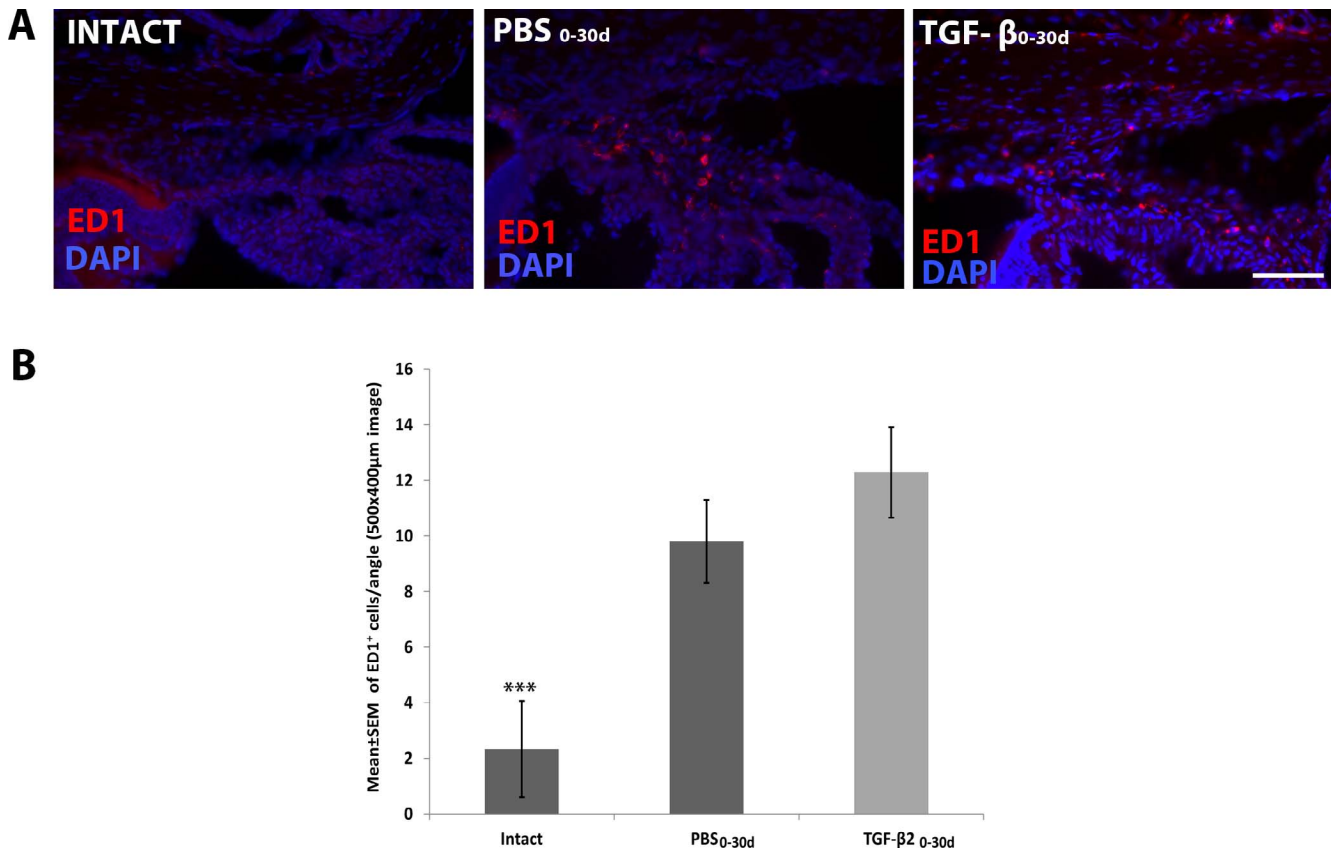 A
INTACT
ED1
DAPI
PBS 0-30d
ED1
DAPI
TGF- β0-30d
ED1
DAPI
B
Mean±SEM of ED1⁺ cells/angle (500x400µm image)
16
14
12
10
8
6
4
2
0
***
Intact
PBS0-30d
TGF-β2 0-30d